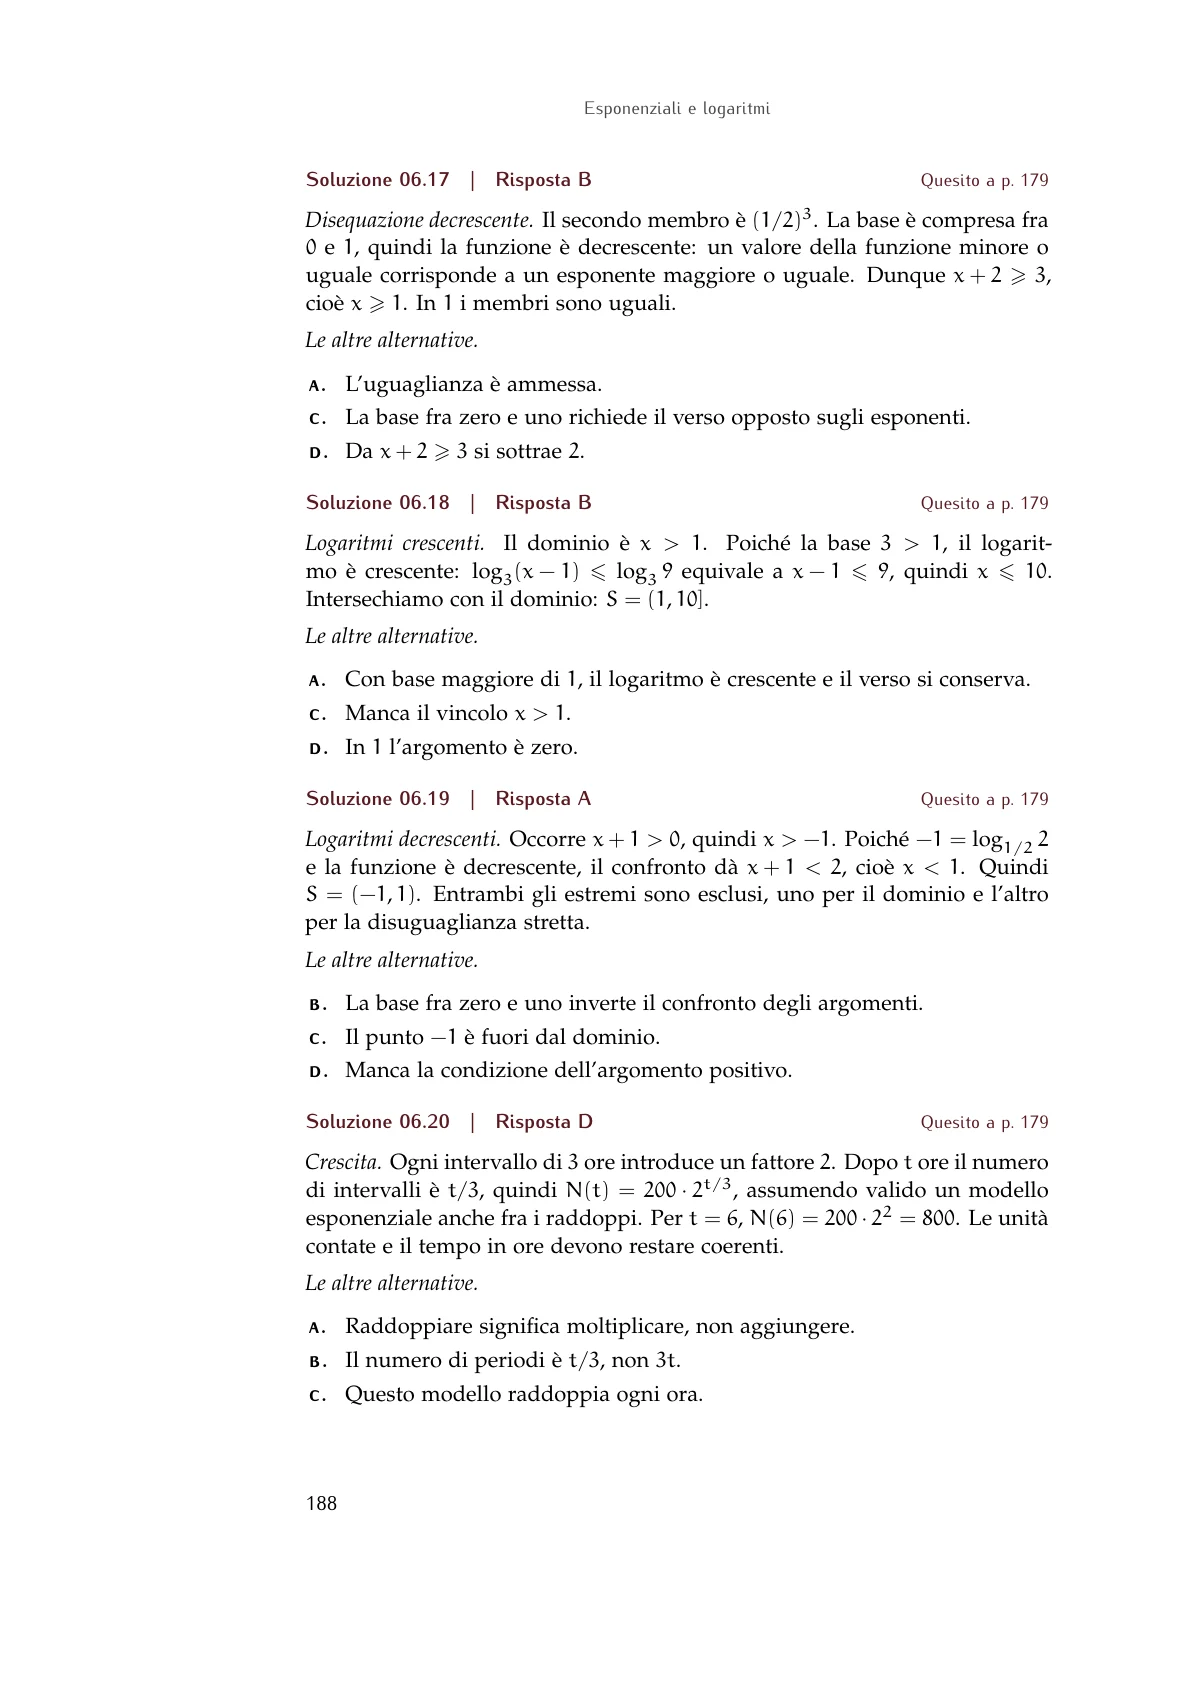 Esponenziali e logaritmi
Soluzione 06.17 | Risposta B Quesito a p. 179
Disequazione decrescente. Il secondo membro è (1/2)³. La base è compresa fra
0 e 1, quindi la funzione è decrescente: un valore della funzione minore o
uguale corrisponde a un esponente maggiore o uguale. Dunque x + 2 ⩾ 3,
cioè x ⩾ 1. In 1 i membri sono uguali.
Le altre alternative.
A. L'uguaglianza è ammessa.
C. La base fra zero e uno richiede il verso opposto sugli esponenti.
D. Da x + 2 ⩾ 3 si sottrae 2.
Soluzione 06.18 | Risposta B Quesito a p. 179
Logaritmi crescenti. Il dominio è x > 1. Poiché la base 3 > 1, il logarit-
mo è crescente: log₃(x − 1) ⩽ log₃ 9 equivale a x − 1 ⩽ 9, quindi x ⩽ 10.
Intersechiamo con il dominio: S = (1, 10].
Le altre alternative.
A. Con base maggiore di 1, il logaritmo è crescente e il verso si conserva.
C. Manca il vincolo x > 1.
D. In 1 l'argomento è zero.
Soluzione 06.19 | Risposta A Quesito a p. 179
Logaritmi decrescenti. Occorre x + 1 > 0, quindi x > −1. Poiché −1 = log_{1/2} 2
e la funzione è decrescente, il confronto dà x + 1 < 2, cioè x < 1. Quindi
S = (−1, 1). Entrambi gli estremi sono esclusi, uno per il dominio e l'altro
per la disuguaglianza stretta.
Le altre alternative.
B. La base fra zero e uno inverte il confronto degli argomenti.
C. Il punto −1 è fuori dal dominio.
D. Manca la condizione dell'argomento positivo.
Soluzione 06.20 | Risposta D Quesito a p. 179
Crescita. Ogni intervallo di 3 ore introduce un fattore 2. Dopo t ore il numero
di intervalli è t/3, quindi N(t) = 200 · 2^{t/3}, assumendo valido un modello
esponenziale anche fra i raddoppi. Per t = 6, N(6) = 200 · 2² = 800. Le unità
contate e il tempo in ore devono restare coerenti.
Le altre alternative.
A. Raddoppiare significa moltiplicare, non aggiungere.
B. Il numero di periodi è t/3, non 3t.
C. Questo modello raddoppia ogni ora.
188